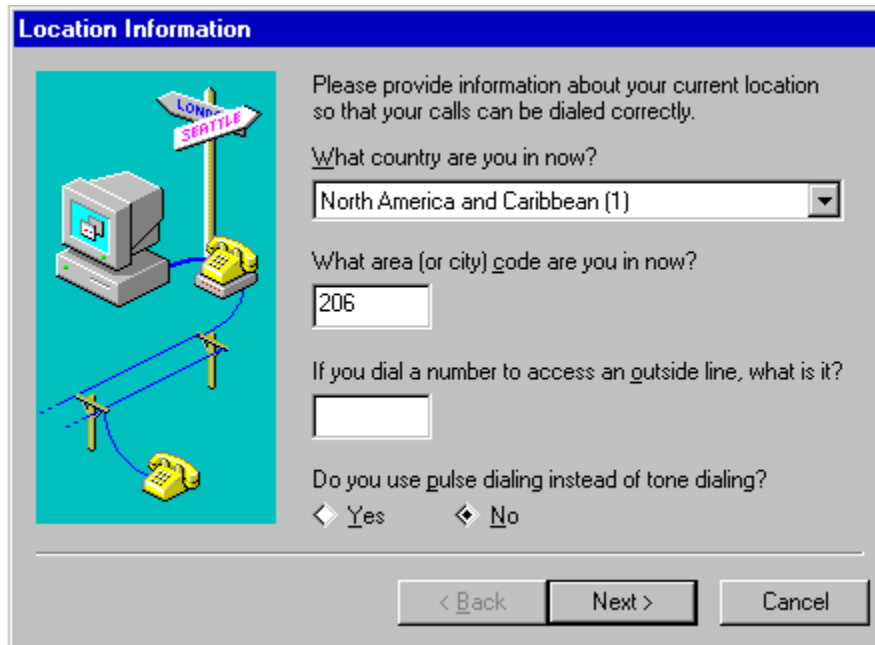 Location Information
LONDO
SEATTLE
Please provide information about your current location
so that your calls can be dialed correctly.
What country are you in now?
North America and Caribbean (1)
What area (or city) code are you in now?
206
If you dial a number to access an outside line, what is it?
Do you use pulse dialing instead of tone dialing?
Yes No
< Back Next > Cancel